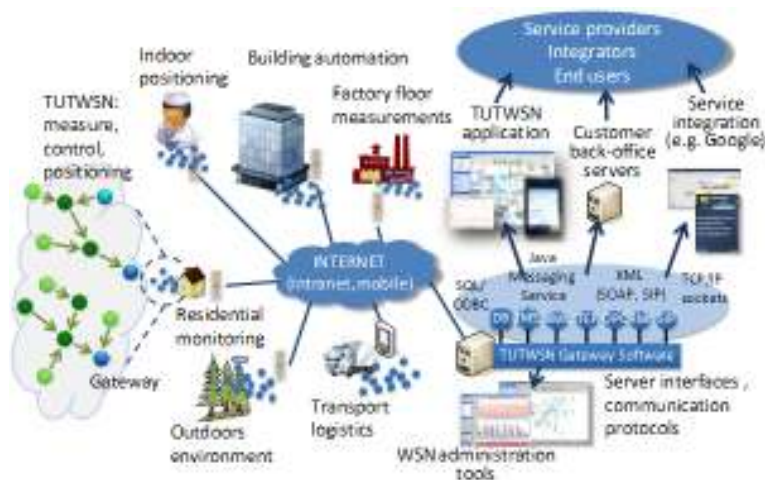 Service providers
Integrators
End users
Indoor
positioning
Building automation
Factory floor
measurements
TUTWSN:
measure,
control,
positioning
TUTWSN
application
Customer
back-office
servers
Service
integration
(e.g. Google)
INTERNET
(intranet, mobile)
SQL/
ODBC
Java
Messaging
Service
XML
(SOAP, SIP)
TCP/IP
sockets
TUTWSN Gateway Software
Residential
monitoring
Gateway
Outdoors
environment
Transport
logistics
Server interfaces,
communication
protocols
WSN administration
tools